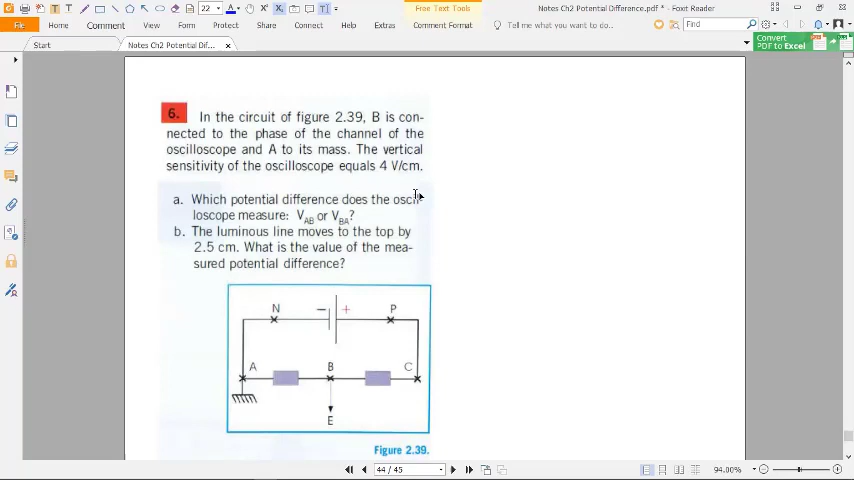 22
Free Text Tools
Notes Ch2 Potential Difference.pdf * - Foxit Reader
File
Home
Comment
View
Form
Protect
Share
Connect
Help
Extras
Comment Format
Tell me what you want to do...
Find
Start
Notes Ch2 Potential Dif...
Convert
PDF to Excel
6. In the circuit of figure 2.39, B is con-
nected to the phase of the channel of the
oscilloscope and A to its mass. The vertical
sensitivity of the oscilloscope equals 4 V/cm.
a. Which potential difference does the oscil-
loscope measure: VAB or VBA?
b. The luminous line moves to the top by
2.5 cm. What is the value of the mea-
sured potential difference?
N − + P
A B C
E
Figure 2.39.
44 / 45
94.00%